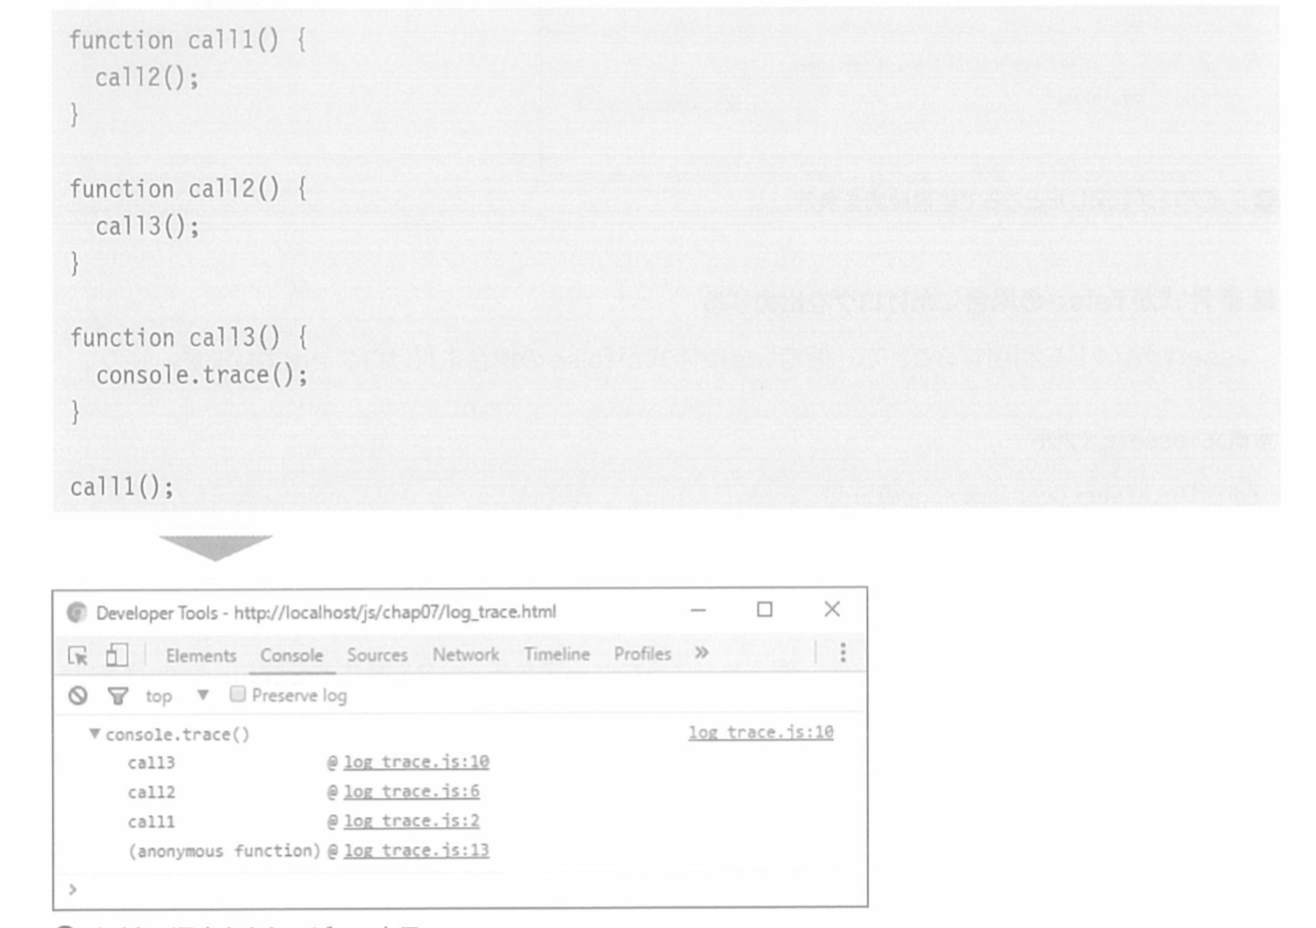 function call1() {
call2();
}
function call2() {
call3();
}
function call3() {
console.trace();
}
call1();
Developer Tools - http://localhost/js/chap07/log_trace.html
Elements Console Sources Network Timeline Profiles »
top ▼ Preserve log
▼ console.trace() log_trace.js:10
call3 @ log_trace.js:10
call2 @ log_trace.js:6
call1 @ log_trace.js:2
(anonymous function) @ log_trace.js:13
>